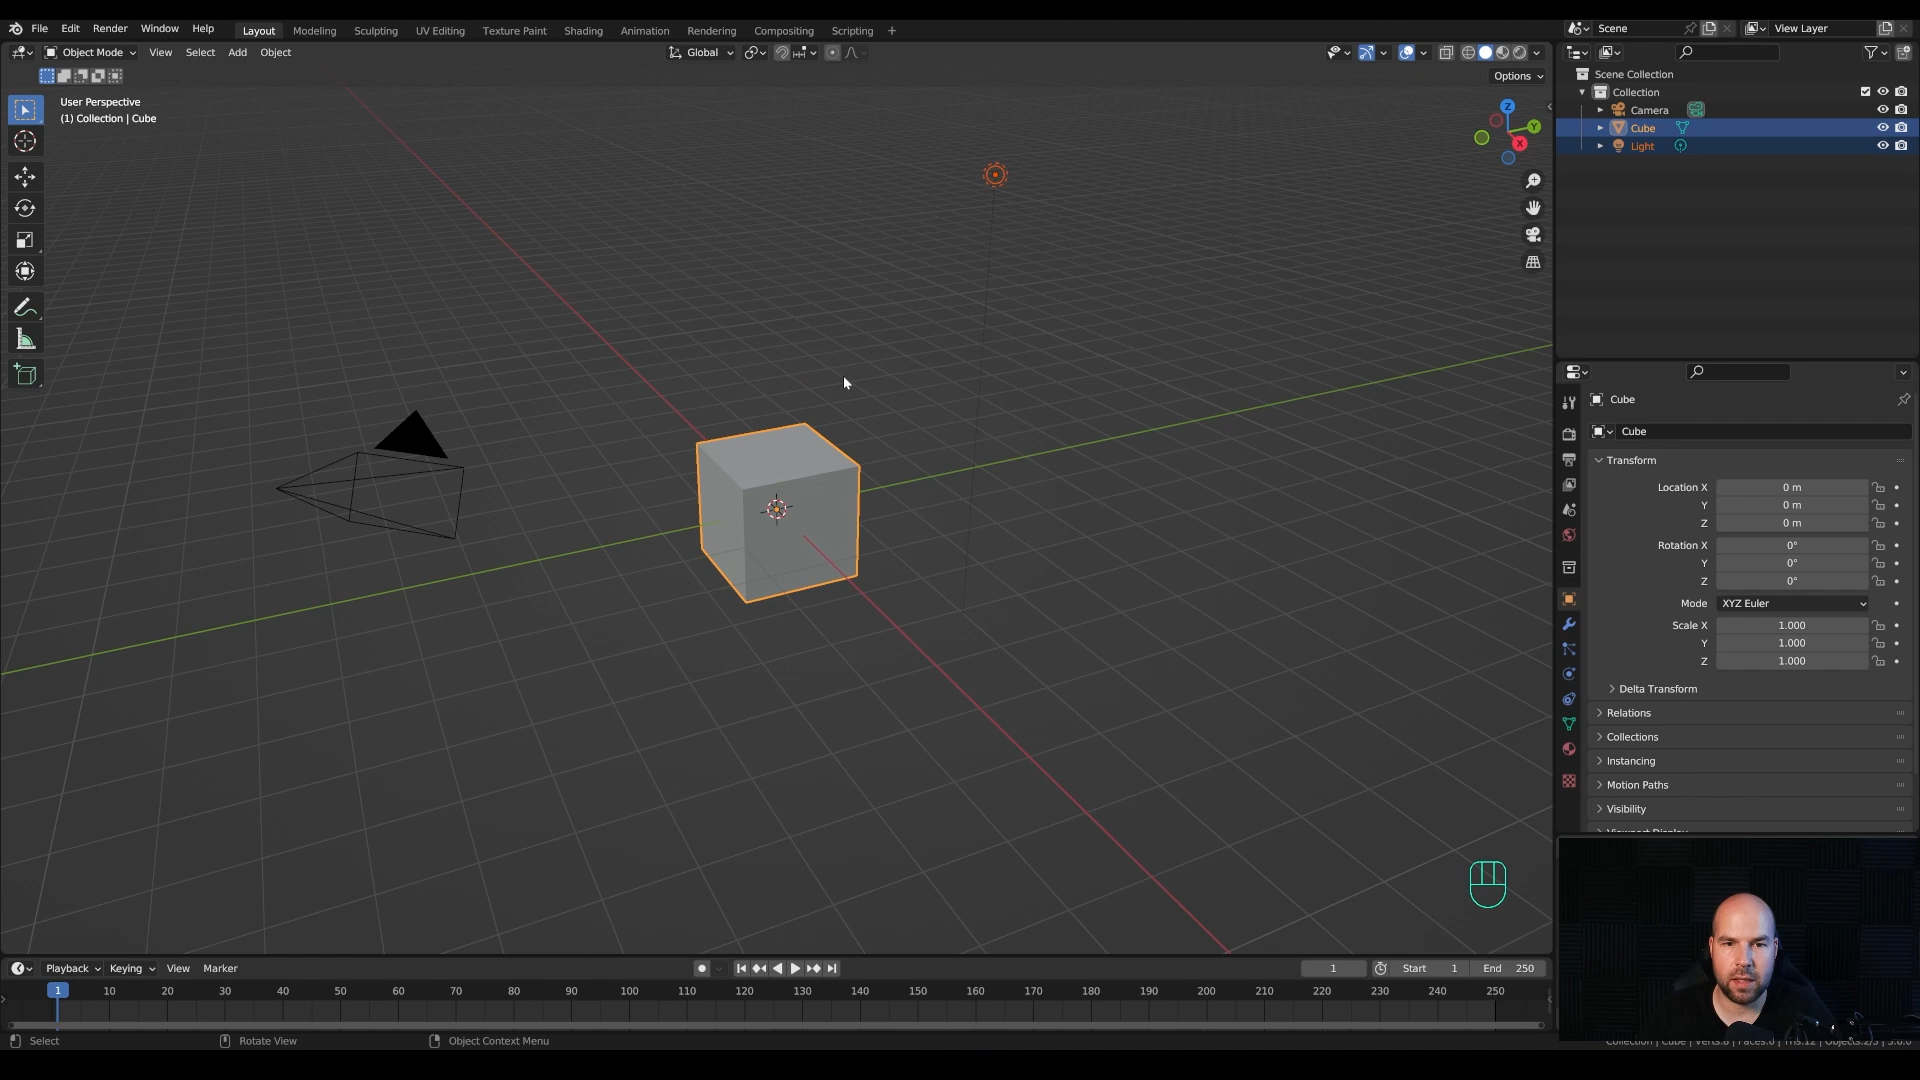 File Edit Render Window Help Layout Modeling Sculpting UV Editing Texture Paint Shading Animation Rendering Compositing Scripting + Scene View Layer
Object Mode View Select Add Object Global
Options
User Perspective
(1) Collection | Cube
Z
Y
X
Scene Collection
Collection
Camera
Cube
Light
Cube
Cube
Transform
Location X 0 m
Y 0 m
Z 0 m
Rotation X 0°
Y 0°
Z 0°
Mode XYZ Euler
Scale X 1.000
Y 1.000
Z 1.000
Delta Transform
Relations
Collections
Instancing
Motion Paths
Visibility
Viewport Display
Playback Keying View Marker 1 Start 1 End 250
1 10 20 30 40 50 60 70 80 90 100 110 120 130 140 150 160 170 180 190 200 210 220 230 240 250
Select Rotate View Object Context Menu